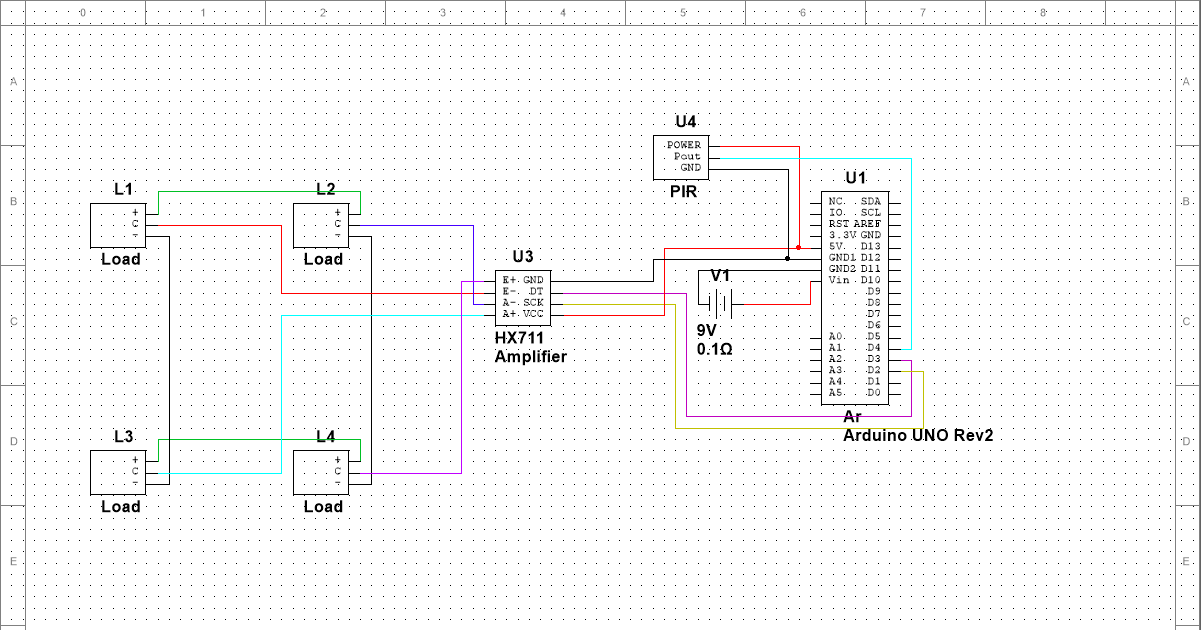 0 1 2 3 4 5 6 7 8
A A
B B
C C
D D
E E
U4
POWER
Pout
GND
PIR
L1
+
C
-
Load
L2
+
C
-
Load
U3
E+ GND
E- DT
A- SCK
A+ VCC
HX711
Amplifier
V1
9V
0.1Ω
U1
NC SDA
IO SCL
RST AREF
3.3V GND
5V D13
GND1 D12
GND2 D11
Vin D10
D9
D8
D7
D6
A0 D5
A1 D4
A2 D3
A3 D2
A4 D1
A5 D0
Ar
Arduino UNO Rev2
L3
+
C
-
Load
L4
+
C
-
Load